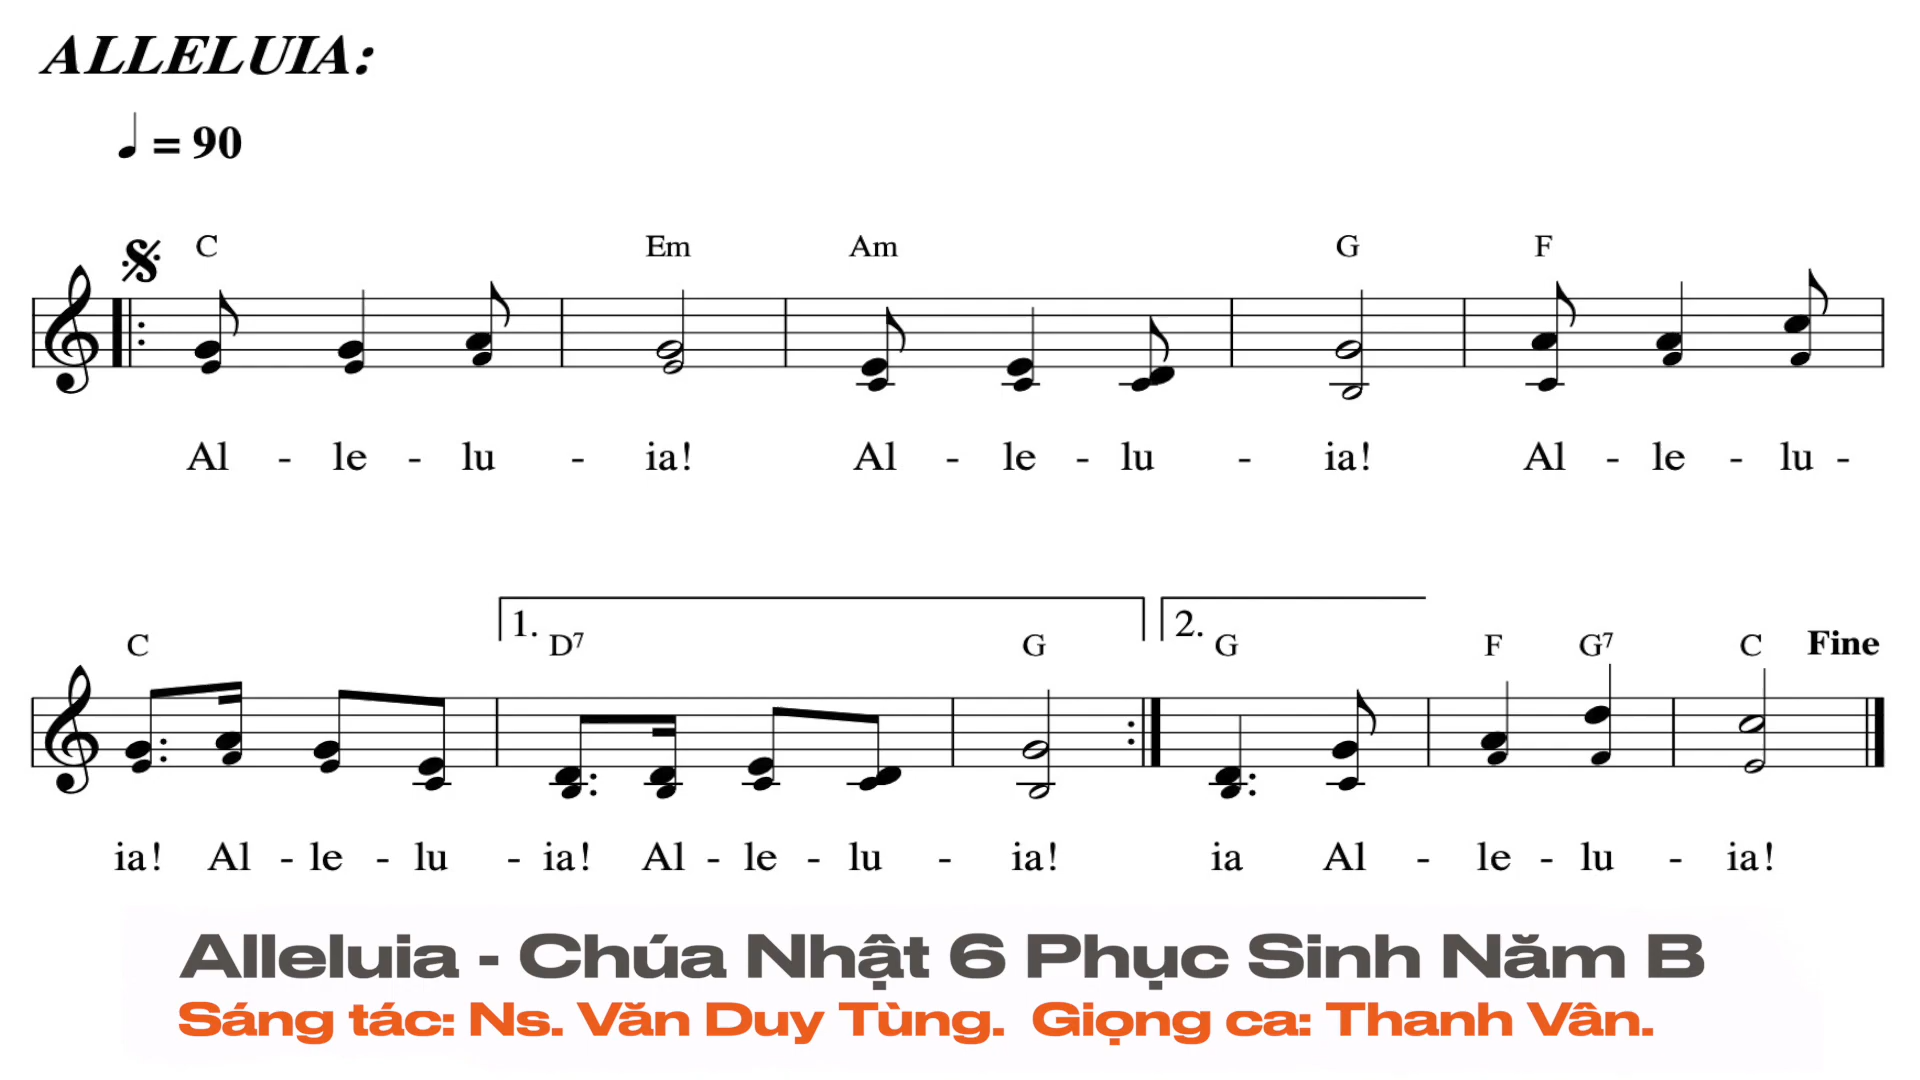 ALLELUIA:
♩ = 90
C Em Am G F
Al - le - lu - ia! Al - le - lu - ia! Al - le - lu -
1. 2.
C D7 G G F G7 C Fine
ia! Al - le - lu - ia! Al - le - lu - ia! ia Al - le - lu - ia!
Alleluia - Chúa Nhật 6 Phục Sinh Năm B
Sáng tác: Ns. Văn Duy Tùng. Giọng ca: Thanh Vân.